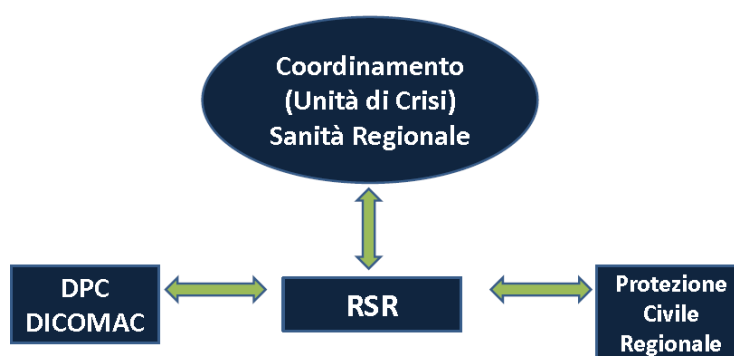 Coordinamento
(Unità di Crisi)
Sanità Regionale
DPC
DICOMAC
RSR
Protezione
Civile
Regionale